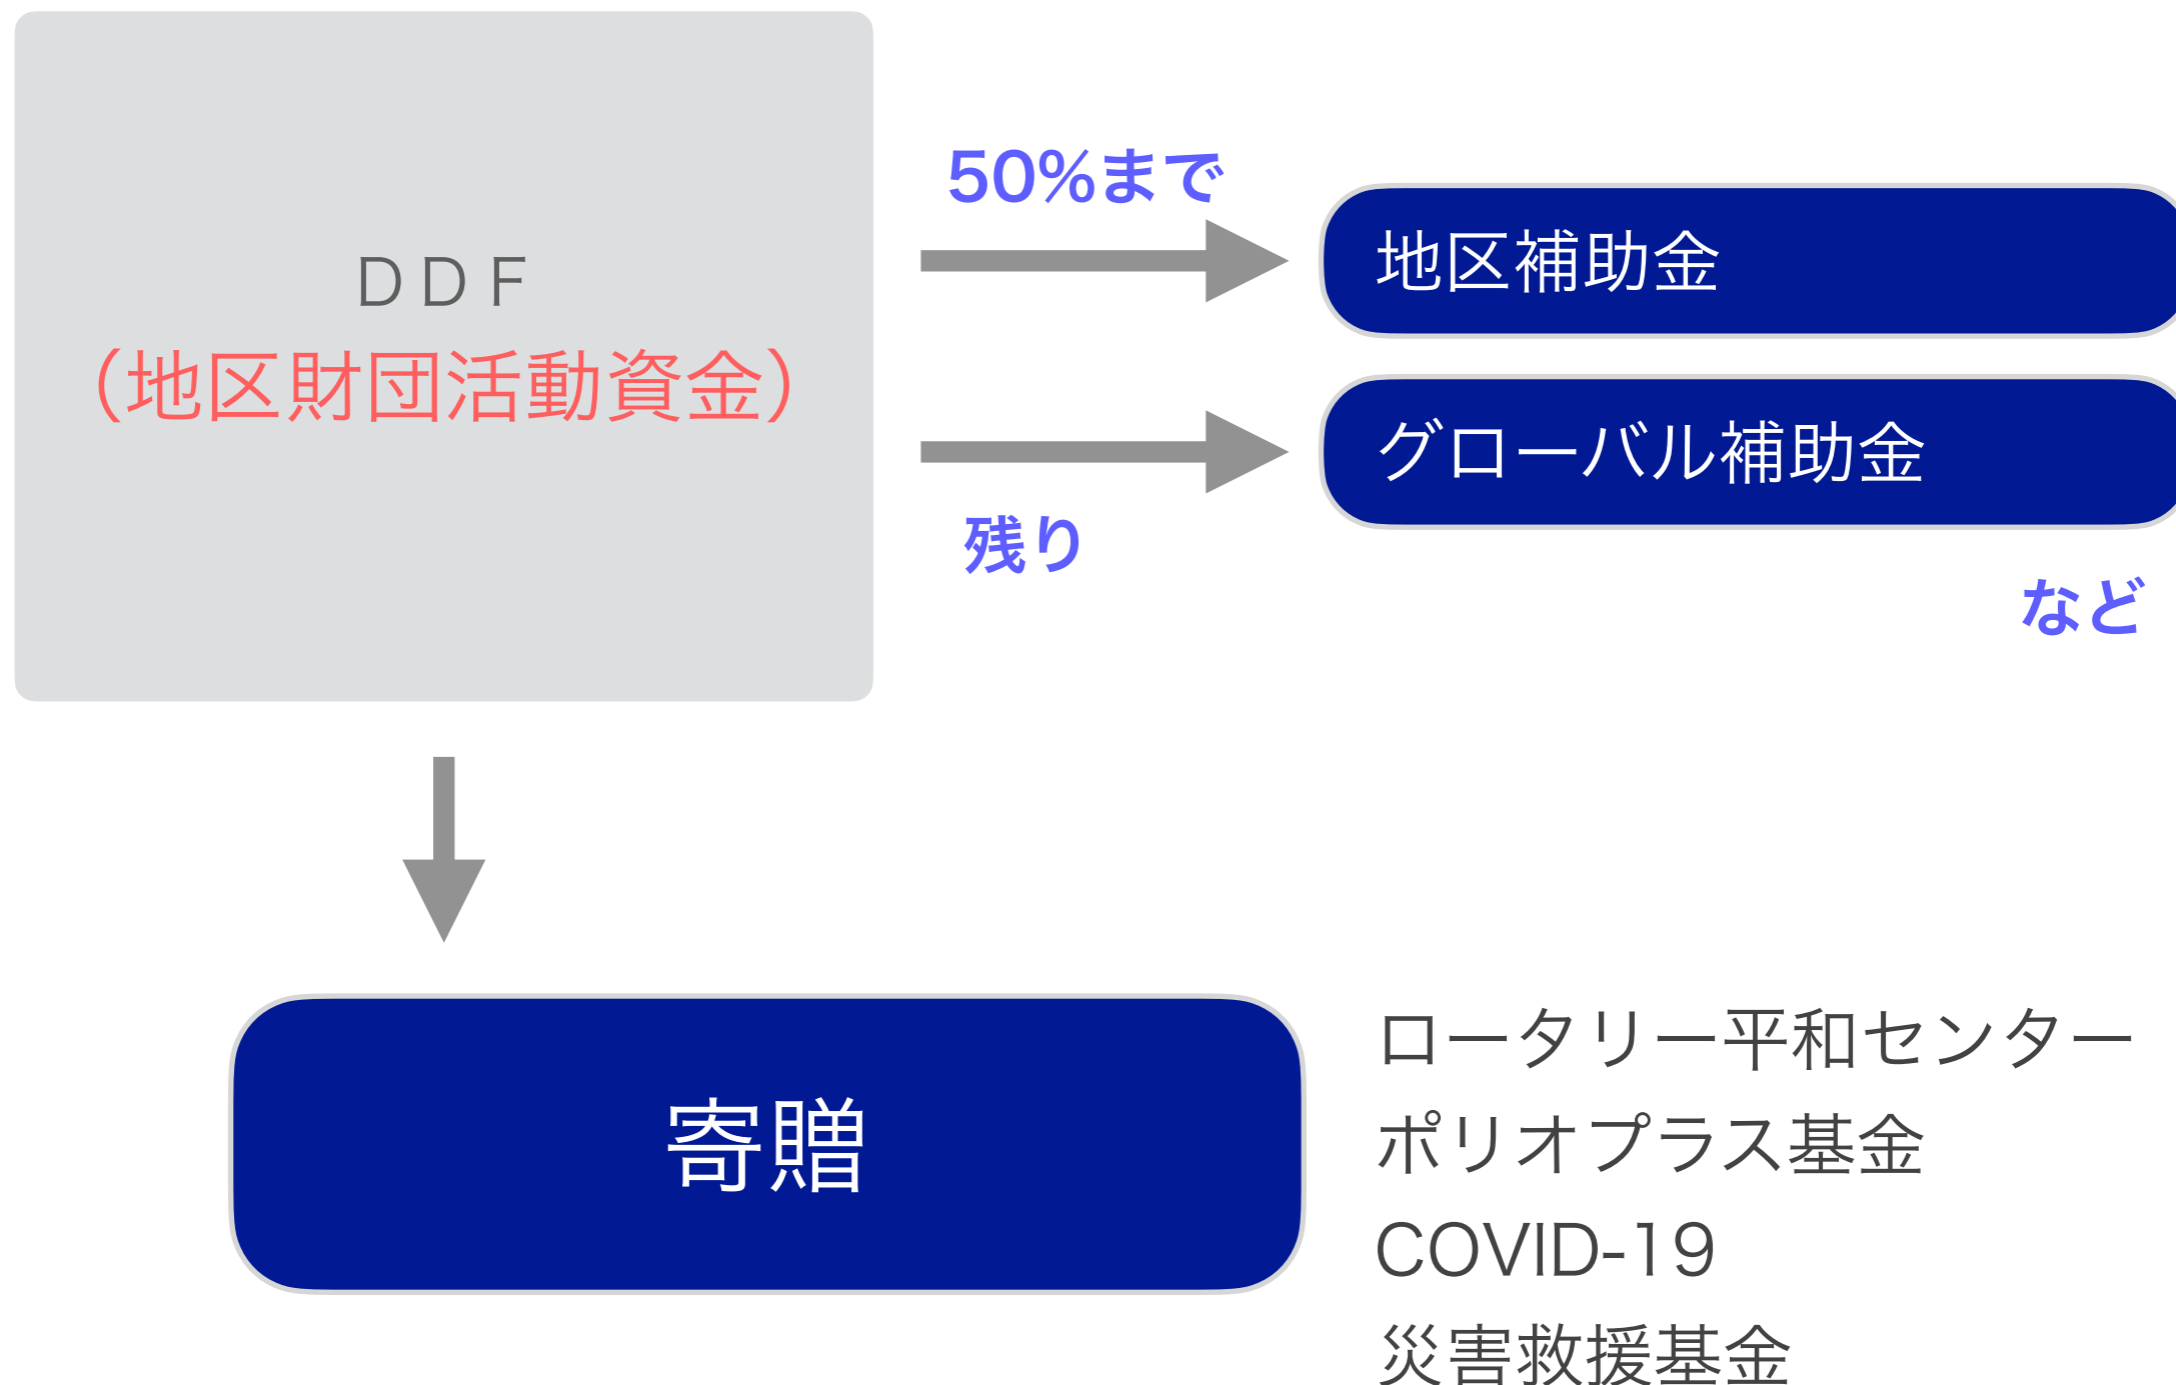 DDF
（地区財団活動資金）
50%まで
地区補助金
グローバル補助金
残り
など
寄贈
ロータリー平和センター
ポリオプラス基金
COVID-19
災害救援基金